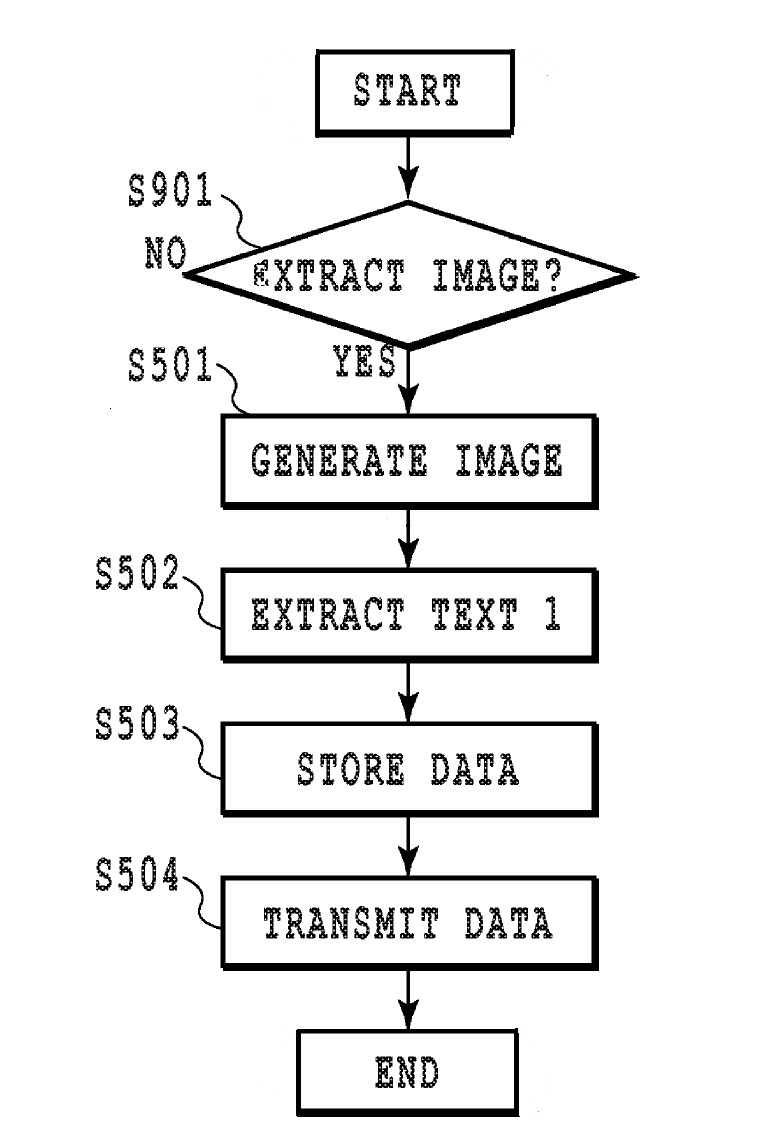 START
S901
NO
EXTRACT IMAGE?
YES
S501
GENERATE IMAGE
S502
EXTRACT TEXT 1
S503
STORE DATA
S504
TRANSMIT DATA
END